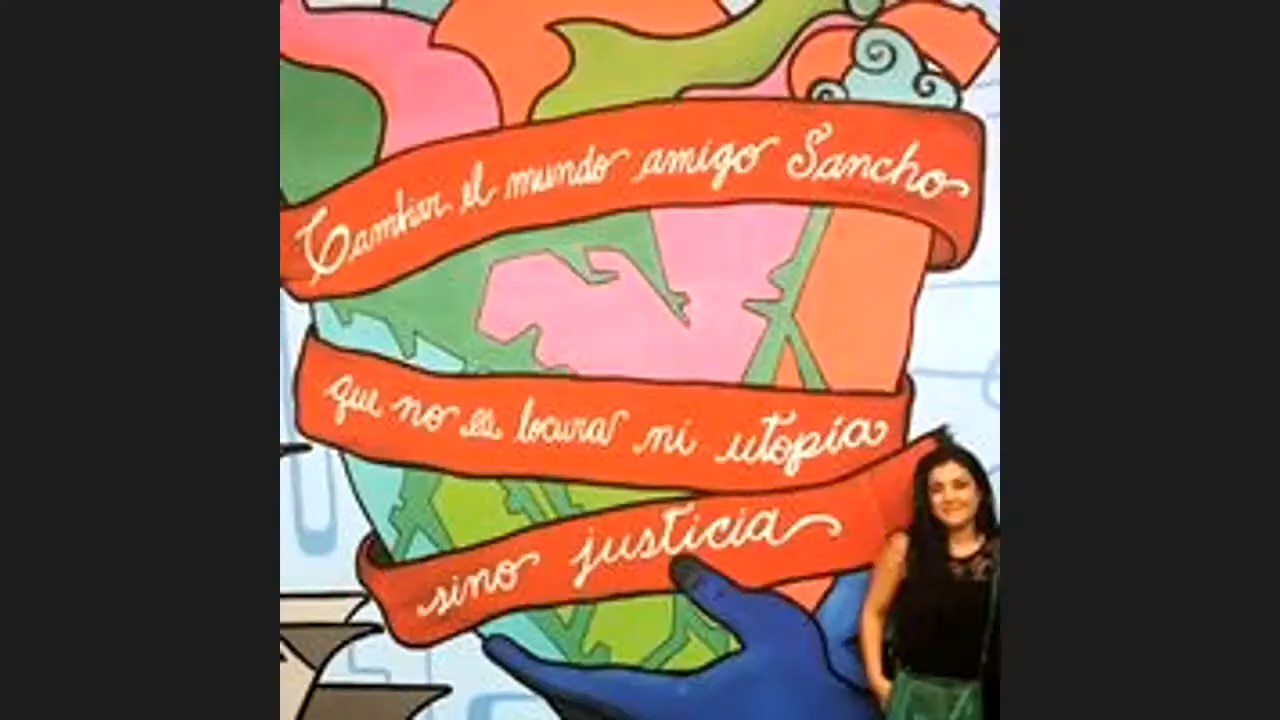 Cambiar el mundo amigo Sancho
que no es locura ni utopía
sino justicia